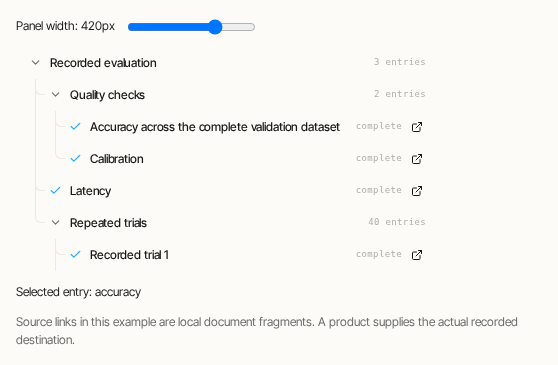 Panel width: 420px
Recorded evaluation 3 entries
Quality checks 2 entries
Accuracy across the complete validation dataset complete
Calibration complete
Latency complete
Repeated trials 40 entries
Recorded trial 1 complete
Selected entry: accuracy
Source links in this example are local document fragments. A product supplies the actual recorded
destination.